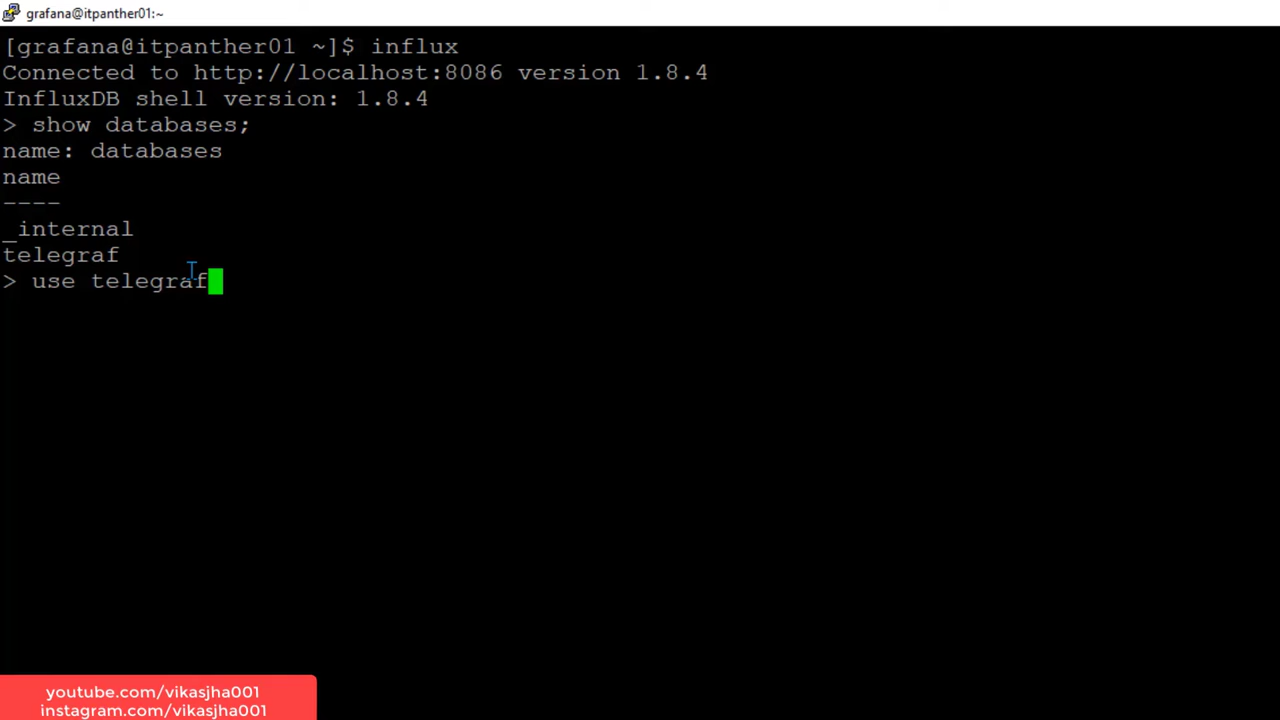 grafana@itpanther01:~
[grafana@itpanther01 ~]$ influx
Connected to http://localhost:8086 version 1.8.4
InfluxDB shell version: 1.8.4
> show databases;
name: databases
name
----
_internal
telegraf
> use telegraf
youtube.com/vikasjha001
instagram.com/vikasjha001